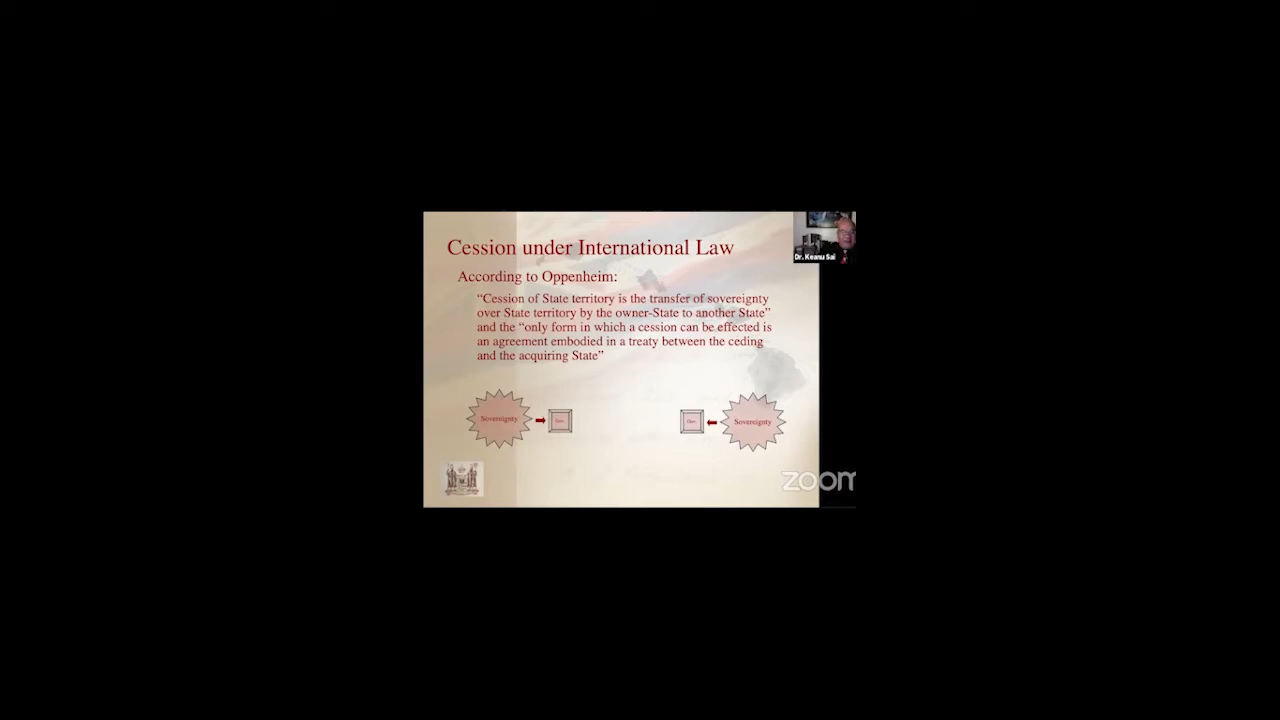 Cession under International Law
Dr. Keanu Sai
According to Oppenheim:
“Cession of State territory is the transfer of sovereignty
over State territory by the owner-State to another State”
and the “only form in which a cession can be effected is
an agreement embodied in a treaty between the ceding
and the acquiring State”
Sovereignty
Sovereignty
zoom